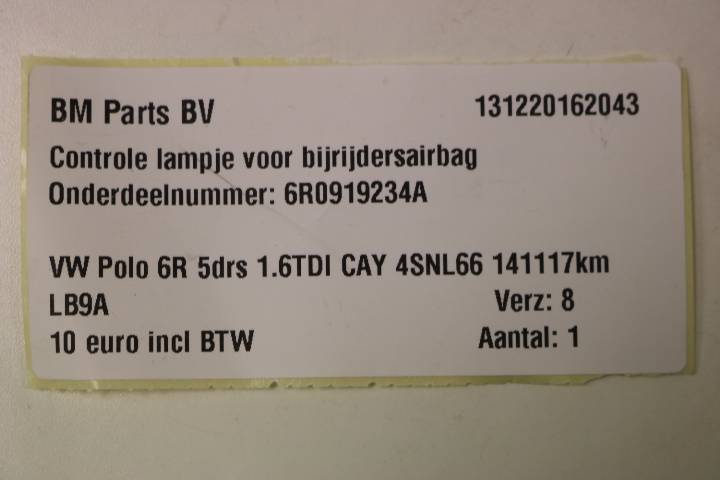 BM Parts BV 131220162043
Controle lampje voor bijrijdersairbag
Onderdeelnummer: 6R0919234A
VW Polo 6R 5drs 1.6TDI CAY 4SNL66 141117km
LB9A Verz: 8
10 euro incl BTW Aantal: 1